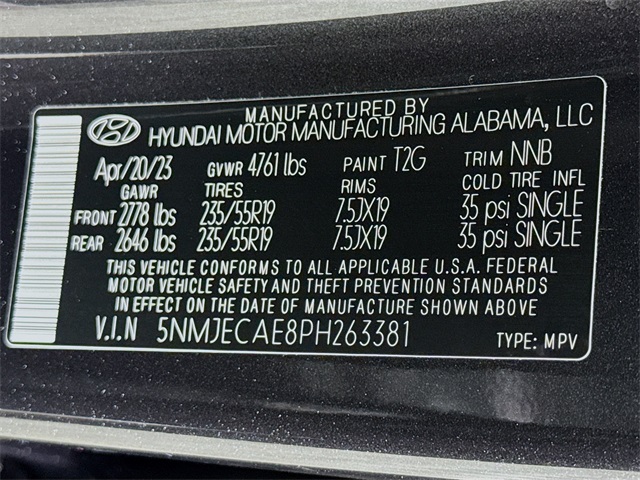 MANUFACTURED BY
HYUNDAI MOTOR MANUFACTURING ALABAMA, LLC
Apr/20/23 GVWR 4761 lbs PAINT T2G TRIM NNB
GAWR TIRES RIMS COLD TIRE INFL
FRONT 2778 lbs 235/55R19 7.5JX19 35 psi SINGLE
REAR 2646 lbs 235/55R19 7.5JX19 35 psi SINGLE
THIS VEHICLE CONFORMS TO ALL APPLICABLE U.S.A. FEDERAL
MOTOR VEHICLE SAFETY AND THEFT PREVENTION STANDARDS
IN EFFECT ON THE DATE OF MANUFACTURE SHOWN ABOVE
V.I.N 5NMJECAE8PH263381 TYPE: MPV